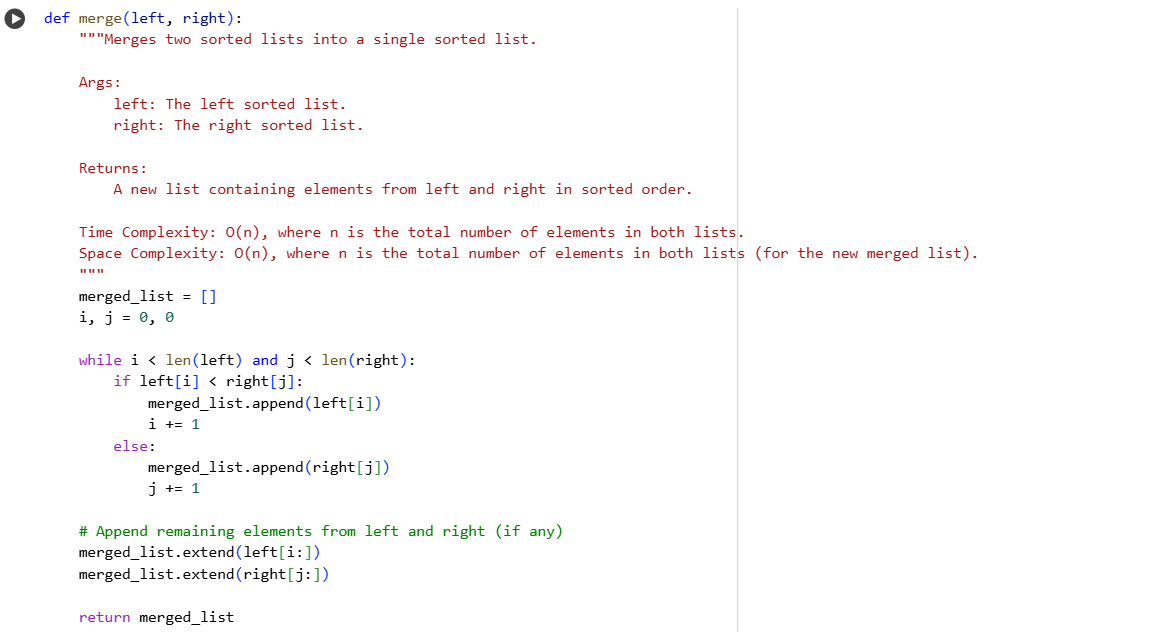 def merge(left, right):
    """Merges two sorted lists into a single sorted list.

    Args:
        left: The left sorted list.
        right: The right sorted list.

    Returns:
        A new list containing elements from left and right in sorted order.

    Time Complexity: O(n), where n is the total number of elements in both lists.
    Space Complexity: O(n), where n is the total number of elements in both lists (for the new merged list).
    """
    merged_list = []
    i, j = 0, 0

    while i < len(left) and j < len(right):
        if left[i] < right[j]:
            merged_list.append(left[i])
            i += 1
        else:
            merged_list.append(right[j])
            j += 1

    # Append remaining elements from left and right (if any)
    merged_list.extend(left[i:])
    merged_list.extend(right[j:])

    return merged_list